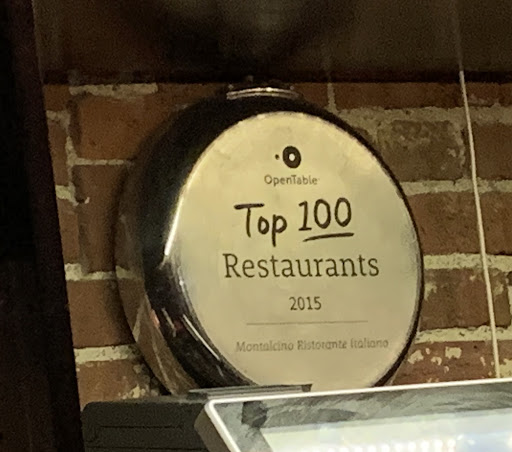 OpenTable
Top 100
Restaurants
2015
Montalcino Ristorante Italiano